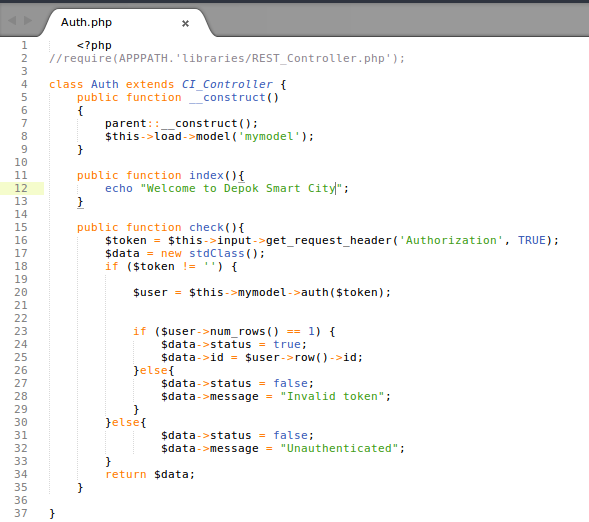 Auth.php ×
1     <?php
2 //require(APPPATH.'libraries/REST_Controller.php');
3
4 class Auth extends CI_Controller {
5     public function __construct()
6     {
7         parent::__construct();
8         $this->load->model('mymodel');
9     }
10
11     public function index(){
12         echo "Welcome to Depok Smart City";
13     }
14
15     public function check(){
16         $token = $this->input->get_request_header('Authorization', TRUE);
17         $data = new stdClass();
18         if ($token != '') {
19
20             $user = $this->mymodel->auth($token);
21
22
23             if ($user->num_rows() == 1) {
24                 $data->status = true;
25                 $data->id = $user->row()->id;
26             }else{
27                 $data->status = false;
28                 $data->message = "Invalid token";
29             }
30         }else{
31                 $data->status = false;
32                 $data->message = "Unauthenticated";
33         }
34         return $data;
35     }
36
37 }